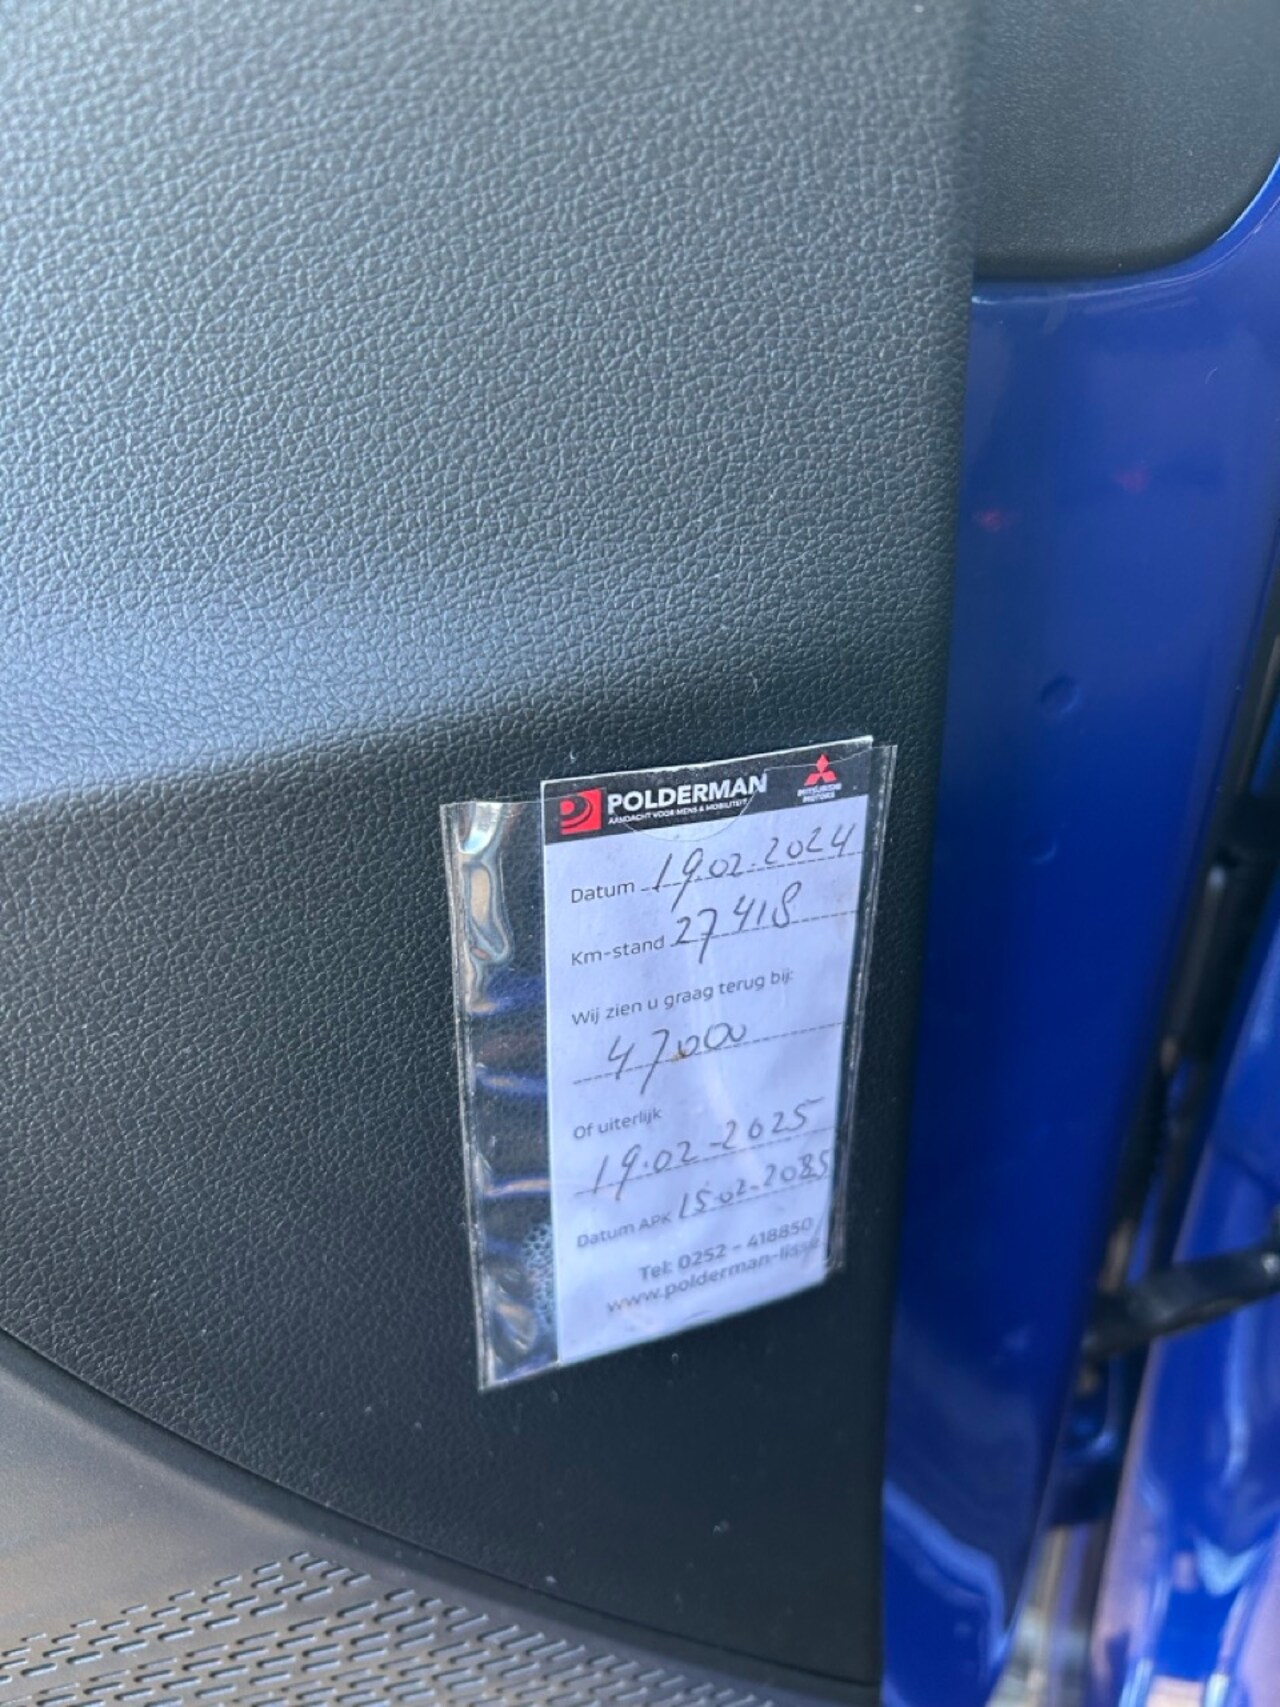 POLDERMAN
AANDACHT VOOR MENS & MOBILITEIT
MITSUBISHI
MOTORS
Datum 19.02.2024
Km-stand 27418
Wij zien u graag terug bij:
47000
Of uiterlijk
19.02-2025
Datum APK 15.02-2025
Tel: 0252 - 418850
www.polderman-lisse